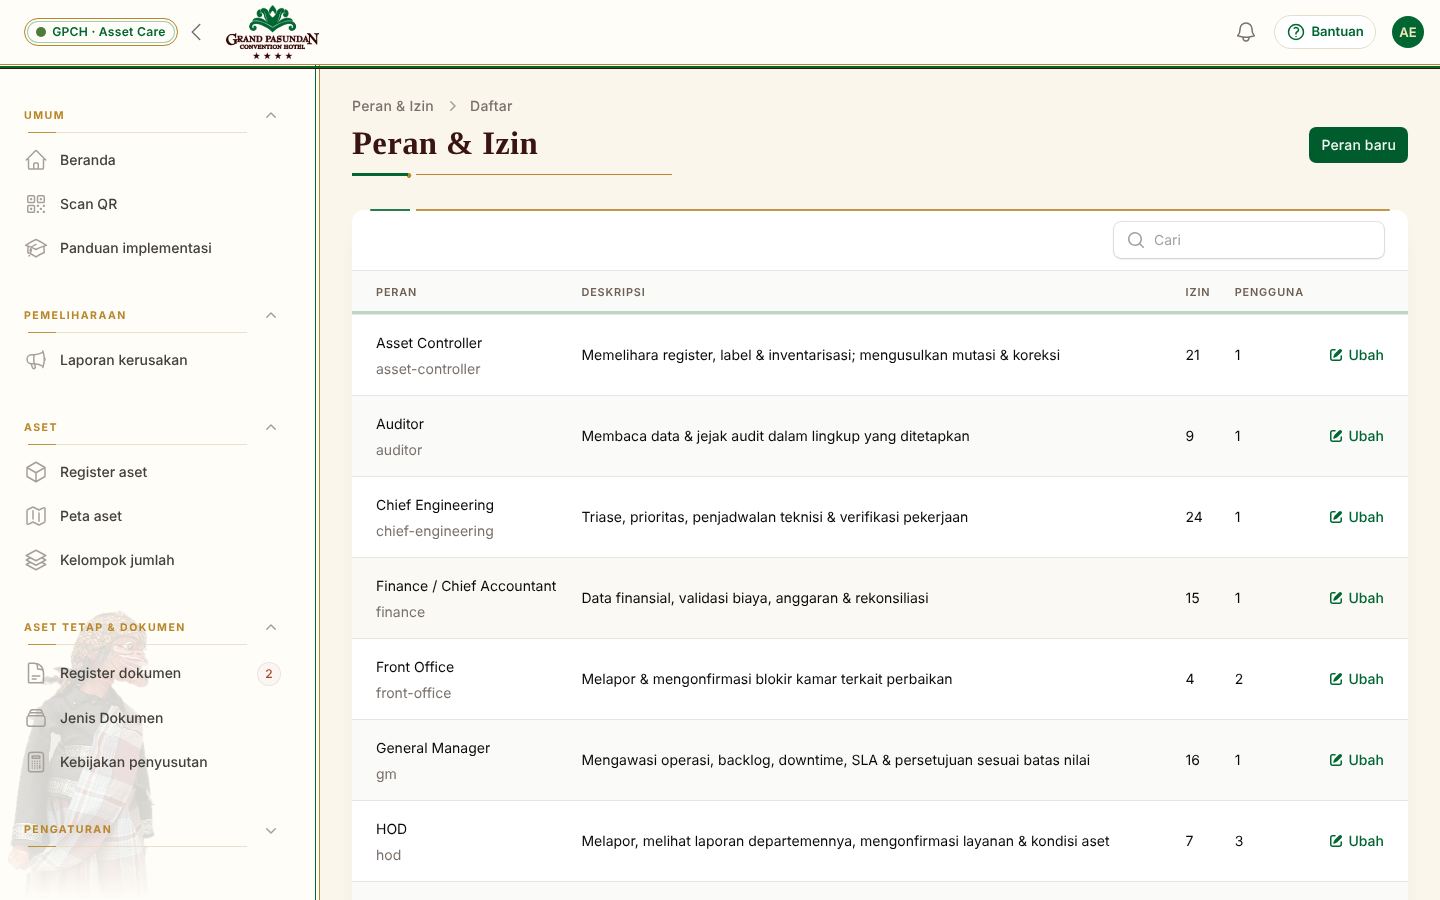 GPCH · Asset Care
GRAND PASUNDAN
CONVENTION HOTEL
Bantuan
AE
UMUM
Beranda
Scan QR
Panduan implementasi
PEMELIHARAAN
Laporan kerusakan
ASET
Register aset
Peta aset
Kelompok jumlah
ASET TETAP & DOKUMEN
Register dokumen 2
Jenis Dokumen
Kebijakan penyusutan
PENGATURAN
Peran & Izin > Daftar
Peran & Izin
Peran baru
Cari
PERAN DESKRIPSI IZIN PENGGUNA
Asset Controller
asset-controller
Memelihara register, label & inventarisasi; mengusulkan mutasi & koreksi 21 1 Ubah
Auditor
auditor
Membaca data & jejak audit dalam lingkup yang ditetapkan 9 1 Ubah
Chief Engineering
chief-engineering
Triase, prioritas, penjadwalan teknisi & verifikasi pekerjaan 24 1 Ubah
Finance / Chief Accountant
finance
Data finansial, validasi biaya, anggaran & rekonsiliasi 15 1 Ubah
Front Office
front-office
Melapor & mengonfirmasi blokir kamar terkait perbaikan 4 2 Ubah
General Manager
gm
Mengawasi operasi, backlog, downtime, SLA & persetujuan sesuai batas nilai 16 1 Ubah
HOD
hod
Melapor, melihat laporan departemennya, mengonfirmasi layanan & kondisi aset 7 3 Ubah